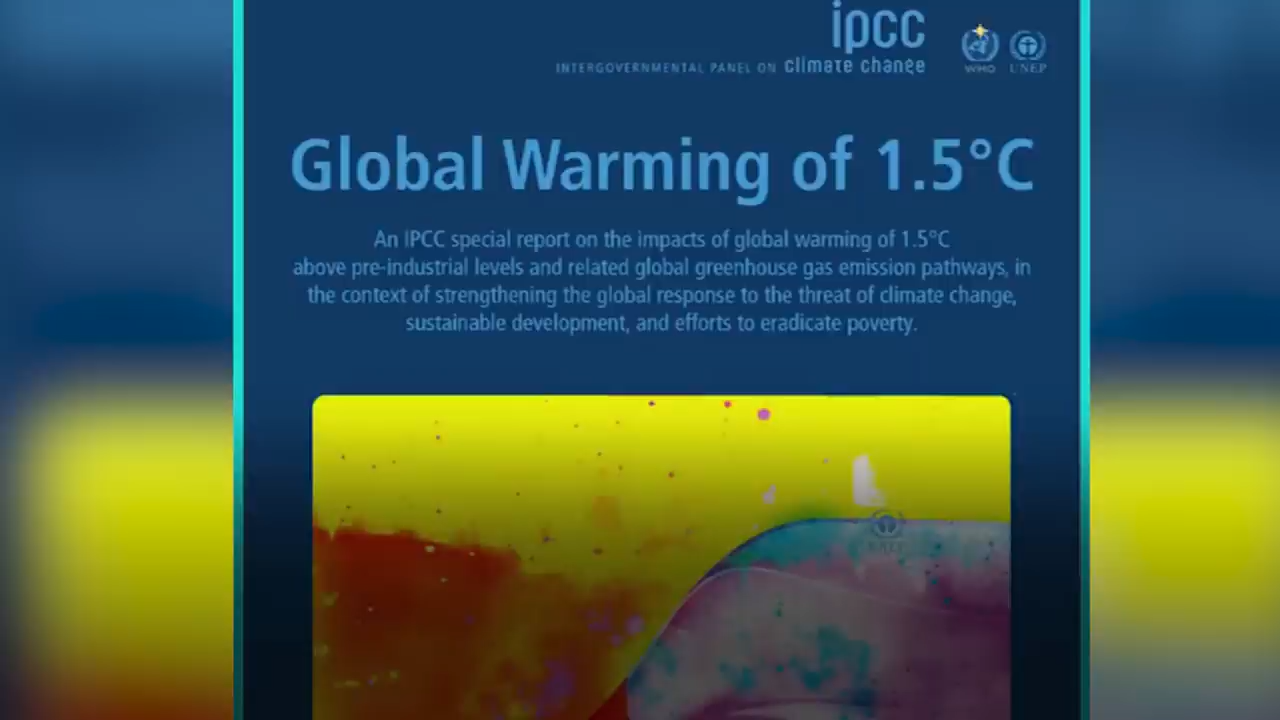 ipcc
INTERGOVERNMENTAL PANEL ON climate change
WMO UNEP
Global Warming of 1.5°C
An IPCC special report on the impacts of global warming of 1.5°C
above pre-industrial levels and related global greenhouse gas emission pathways, in
the context of strengthening the global response to the threat of climate change,
sustainable development, and efforts to eradicate poverty.